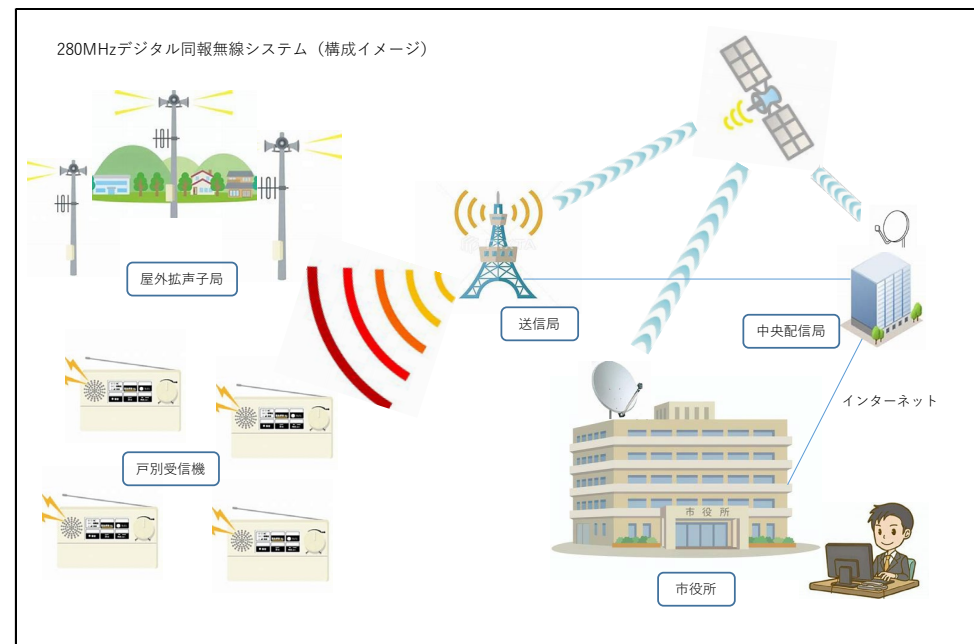 280MHzデジタル同報無線システム（構成イメージ）
屋外拡声子局
送信局
中央配信局
インターネット
戸別受信機
市役所
市役所